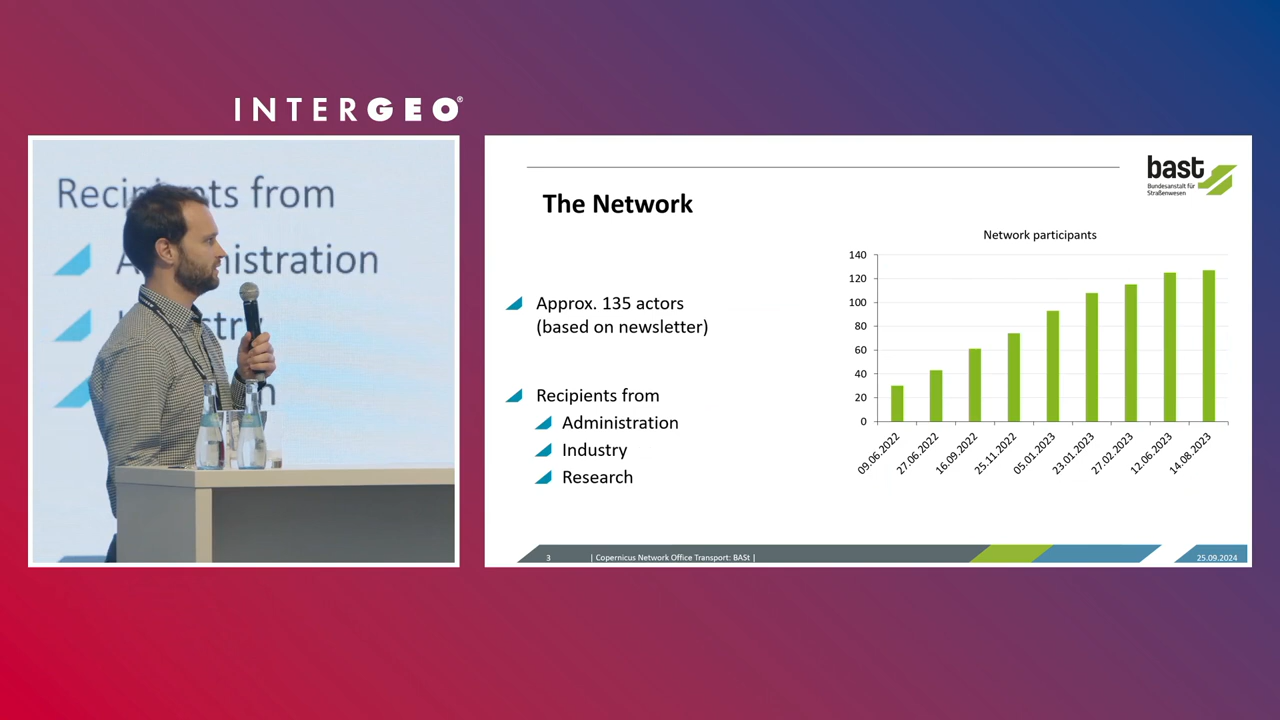 INTERGEO®
Recipients from
Administration
Industry
bast
Bundesanstalt für
Straßenwesen
The Network
Approx. 135 actors
(based on newsletter)
Recipients from
Administration
Industry
Research
Network participants
140
120
100
80
60
40
20
0
09.06.2022
27.06.2022
16.09.2022
25.11.2022
05.01.2023
23.01.2023
27.02.2023
12.06.2023
14.08.2023
3 | Copernicus Network Office Transport: BASt | 25.09.2024